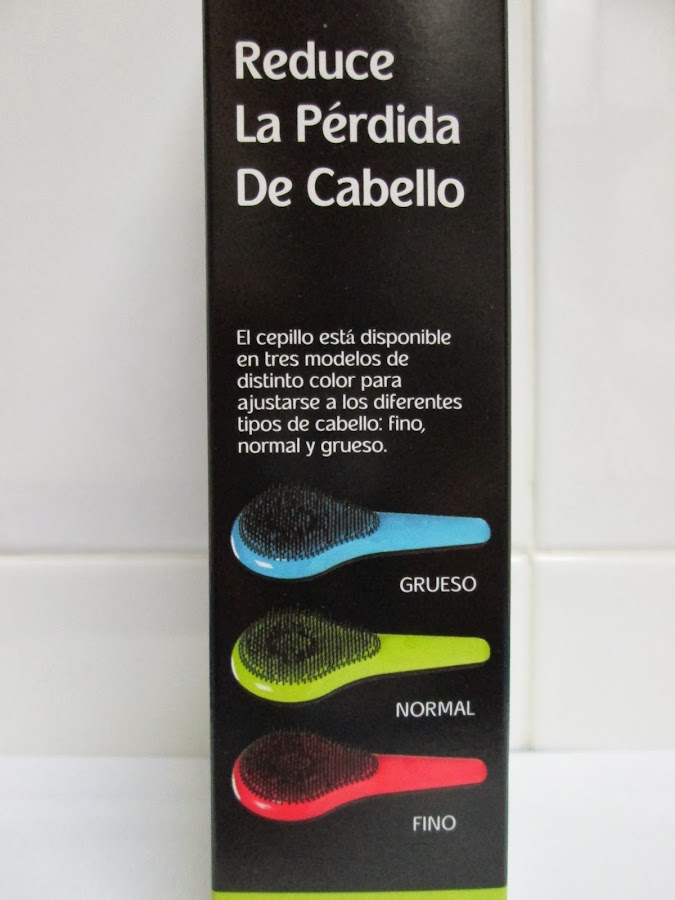 Reduce
La Pérdida
De Cabello
El cepillo está disponible
en tres modelos de
distinto color para
ajustarse a los diferentes
tipos de cabello: fino,
normal y grueso.
GRUESO
NORMAL
FINO